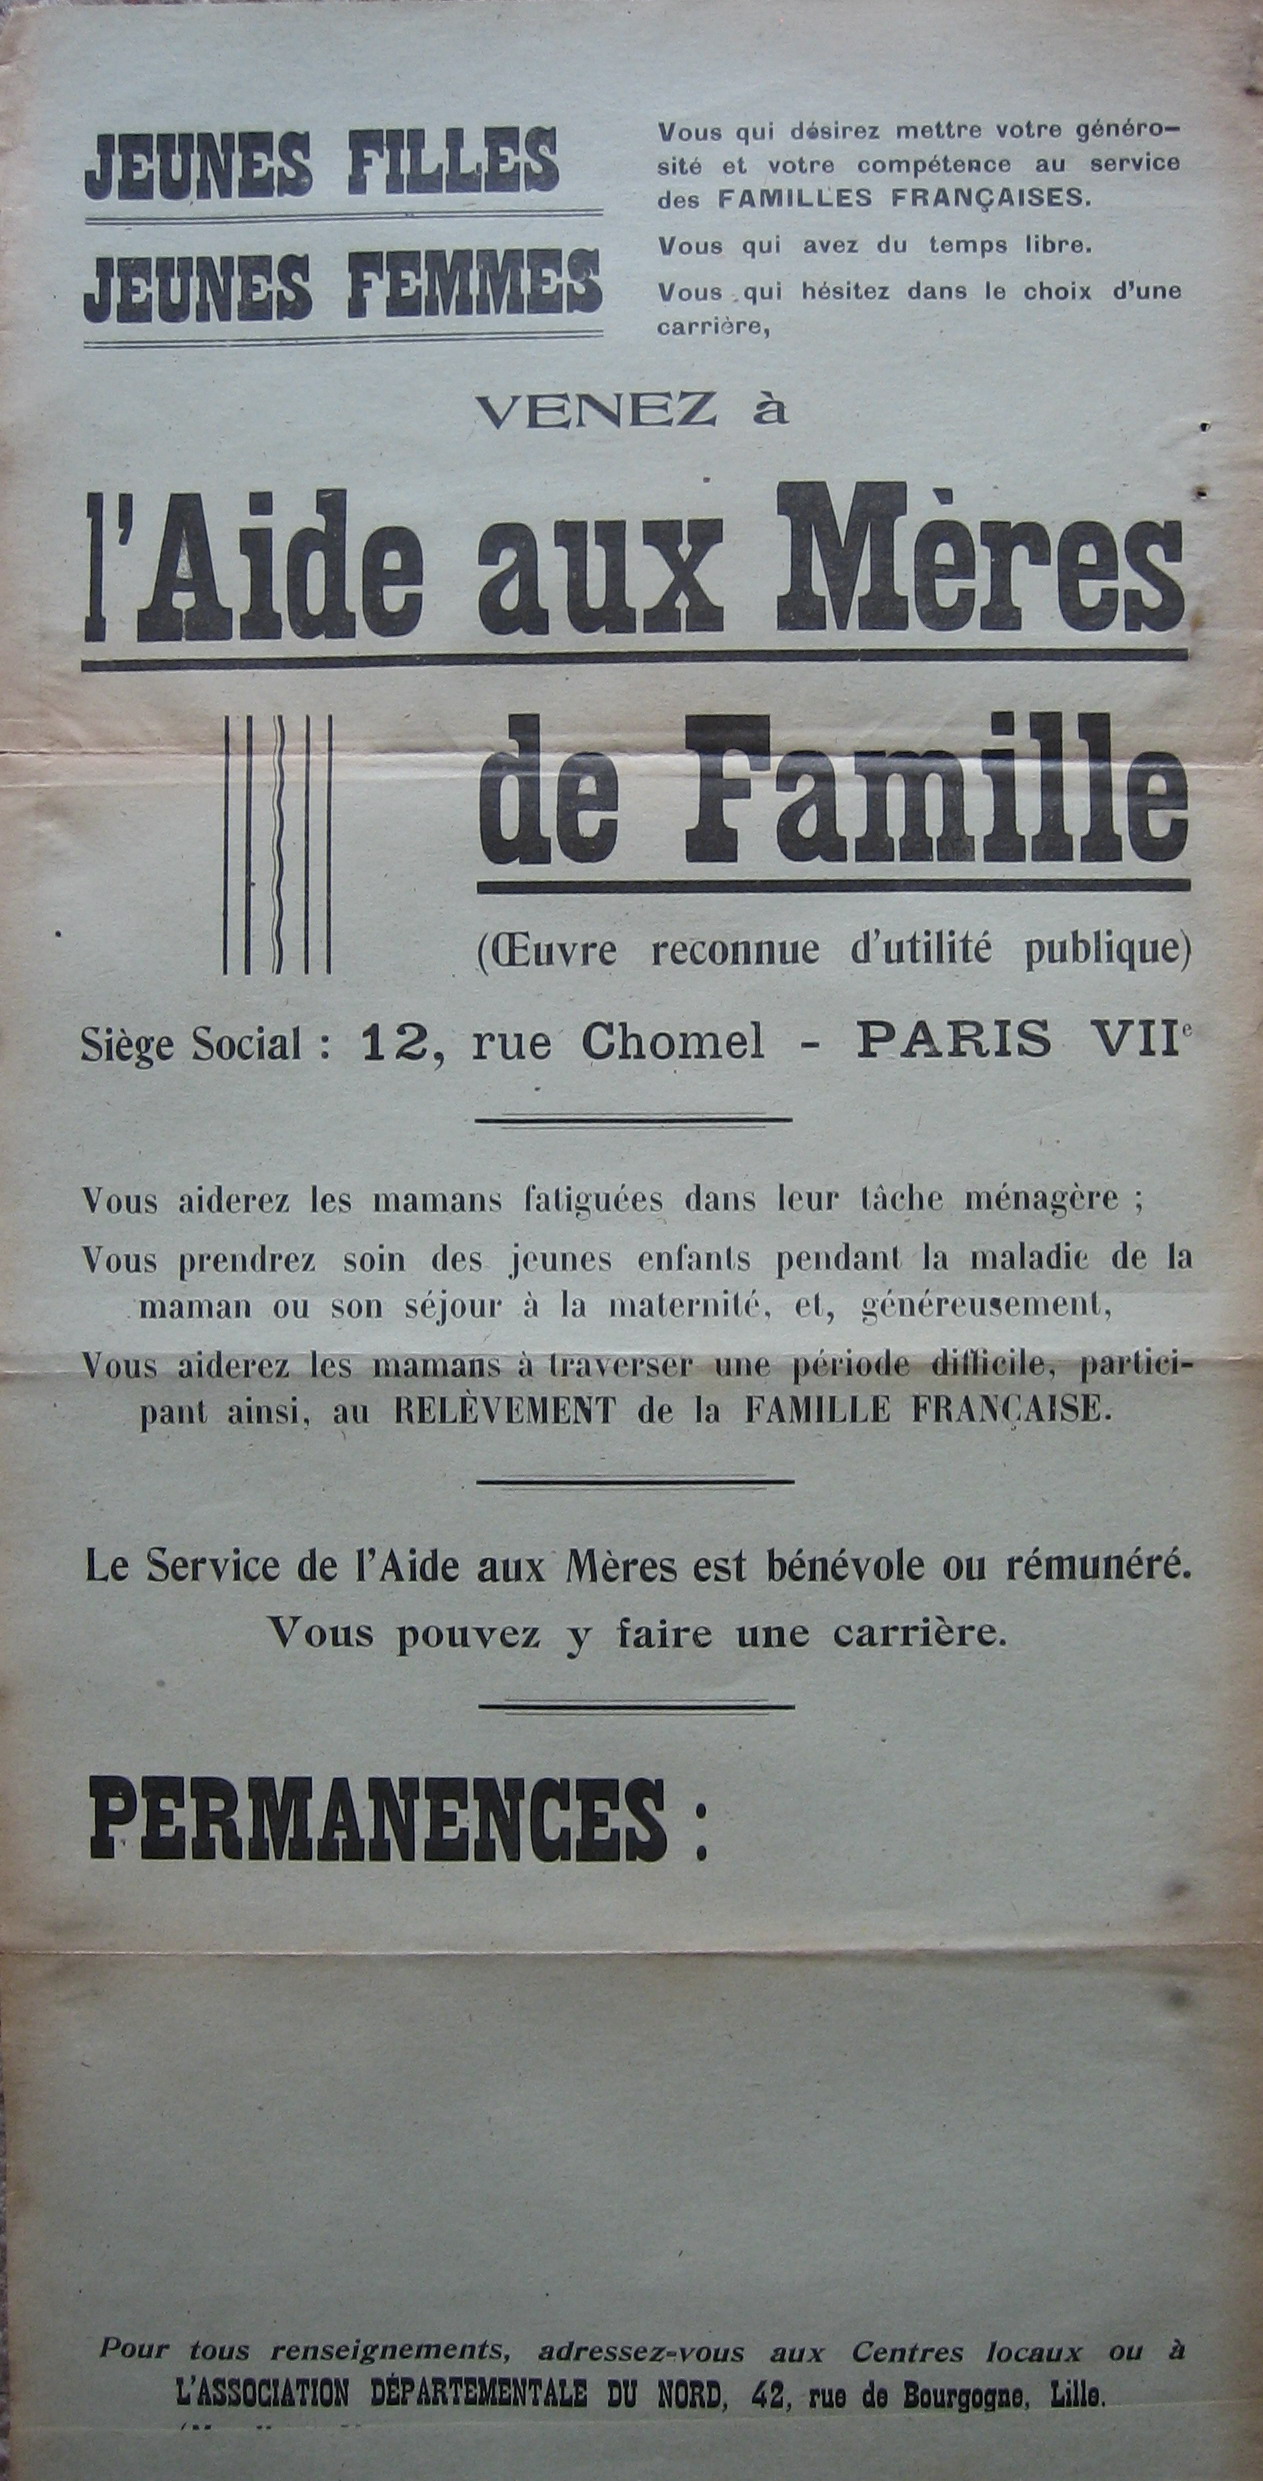 JEUNES FILLES
JEUNES FEMMES
Vous qui désirez mettre votre généro-
sité et votre compétence au service
des FAMILLES FRANÇAISES.
Vous qui avez du temps libre.
Vous qui hésitez dans le choix d'une
carrière,
VENEZ à
l'Aide aux Mères
de Famille
(Œuvre reconnue d'utilité publique)
Siège Social : 12, rue Chomel - PARIS VIIe
Vous aiderez les mamans fatiguées dans leur tâche ménagère ;
Vous prendrez soin des jeunes enfants pendant la maladie de la
maman ou son séjour à la maternité, et, généreusement,
Vous aiderez les mamans à traverser une période difficile, partici-
pant ainsi, au RELÈVEMENT de la FAMILLE FRANÇAISE.
Le Service de l'Aide aux Mères est bénévole ou rémunéré.
Vous pouvez y faire une carrière.
PERMANENCES :
Pour tous renseignements, adressez-vous aux Centres locaux ou à
L'ASSOCIATION DÉPARTEMENTALE DU NORD, 42, rue de Bourgogne, Lille.